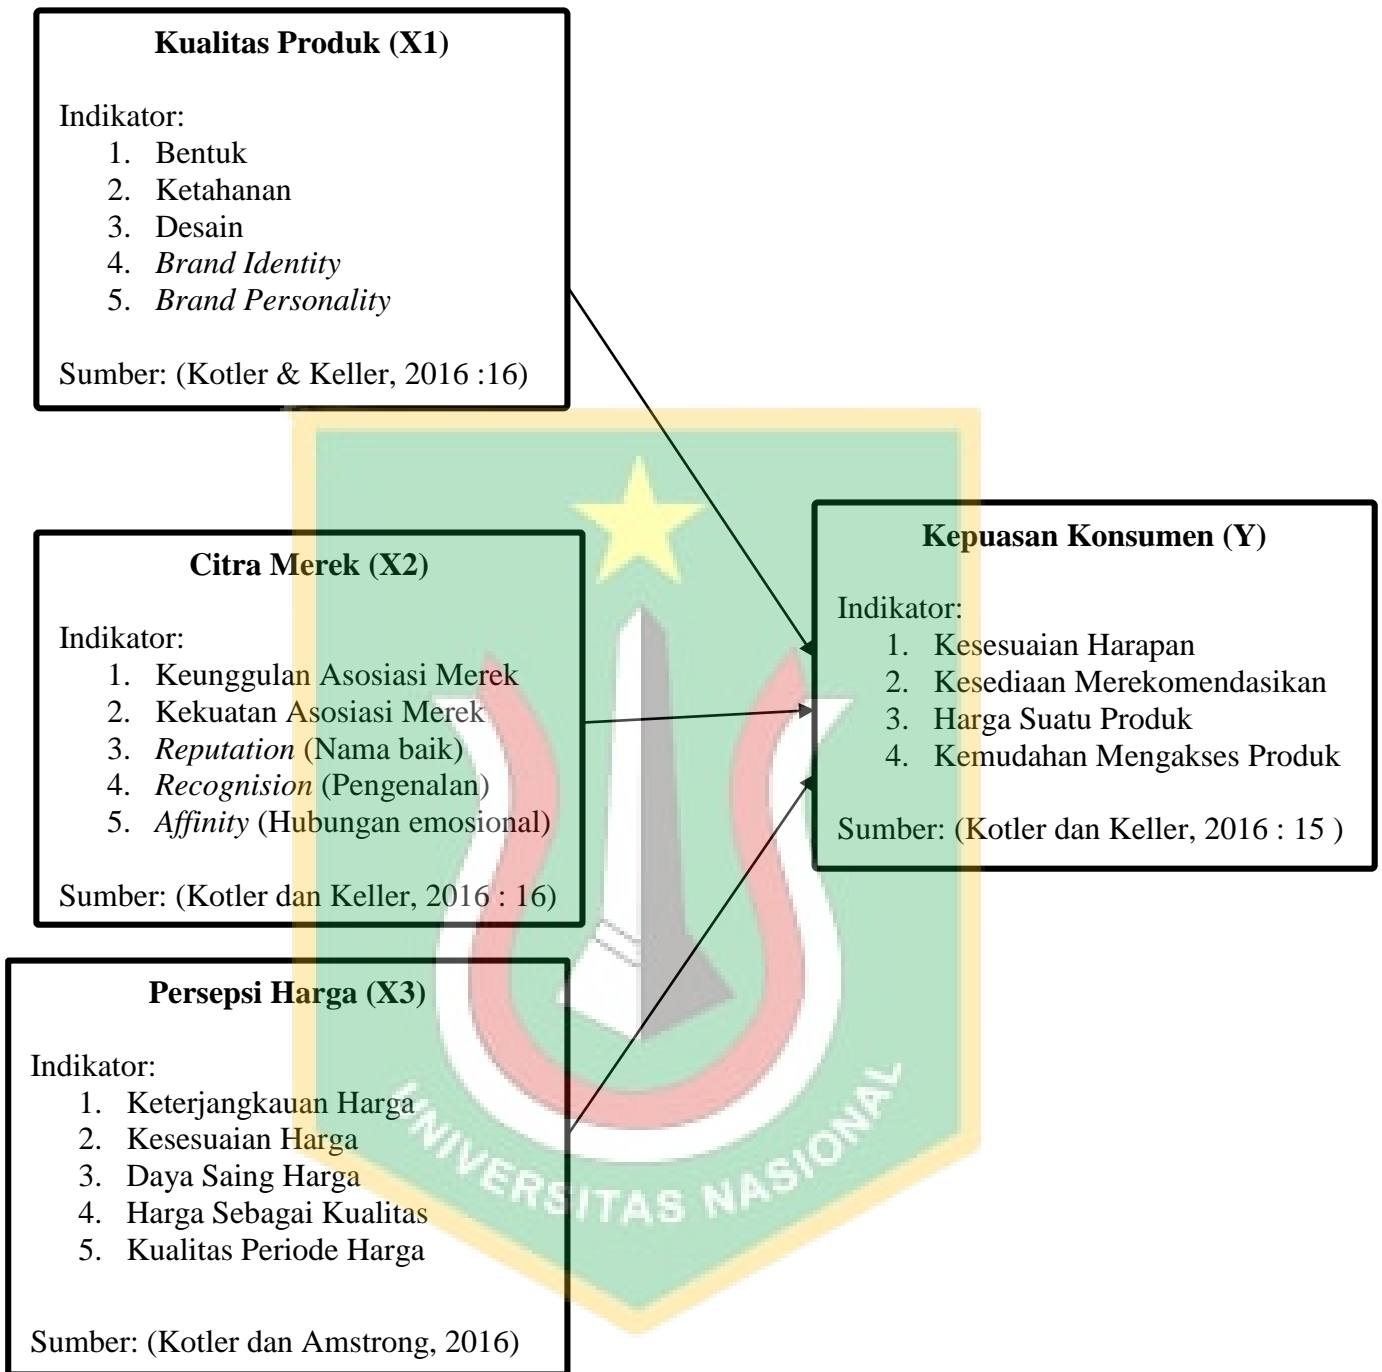 Kualitas Produk (X1)
Indikator:
1. Bentuk
2. Ketahanan
3. Desain
4. Brand Identity
5. Brand Personality
Sumber: (Kotler & Keller, 2016 :16)
Citra Merek (X2)
Indikator:
1. Keunggulan Asosiasi Merek
2. Kekuatan Asosiasi Merek
3. Reputation (Nama baik)
4. Recognision (Pengenalan)
5. Affinity (Hubungan emosional)
Sumber: (Kotler dan Keller, 2016 : 16)
Persepsi Harga (X3)
Indikator:
1. Keterjangkauan Harga
2. Kesesuaian Harga
3. Daya Saing Harga
4. Harga Sebagai Kualitas
5. Kualitas Periode Harga
Sumber: (Kotler dan Amstrong, 2016)
Kepuasan Konsumen (Y)
Indikator:
1. Kesesuaian Harapan
2. Kesediaan Merekomendasikan
3. Harga Suatu Produk
4. Kemudahan Mengakses Produk
Sumber: (Kotler dan Keller, 2016 : 15 )
UNIVERSITAS NASIONAL